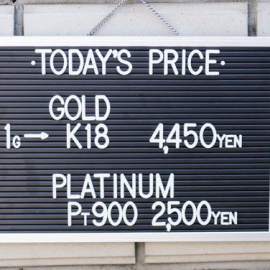 ·TODAY'S PRICE·
GOLD
1G→ K18 4,450YEN
PLATINUM
PT900 2,500YEN